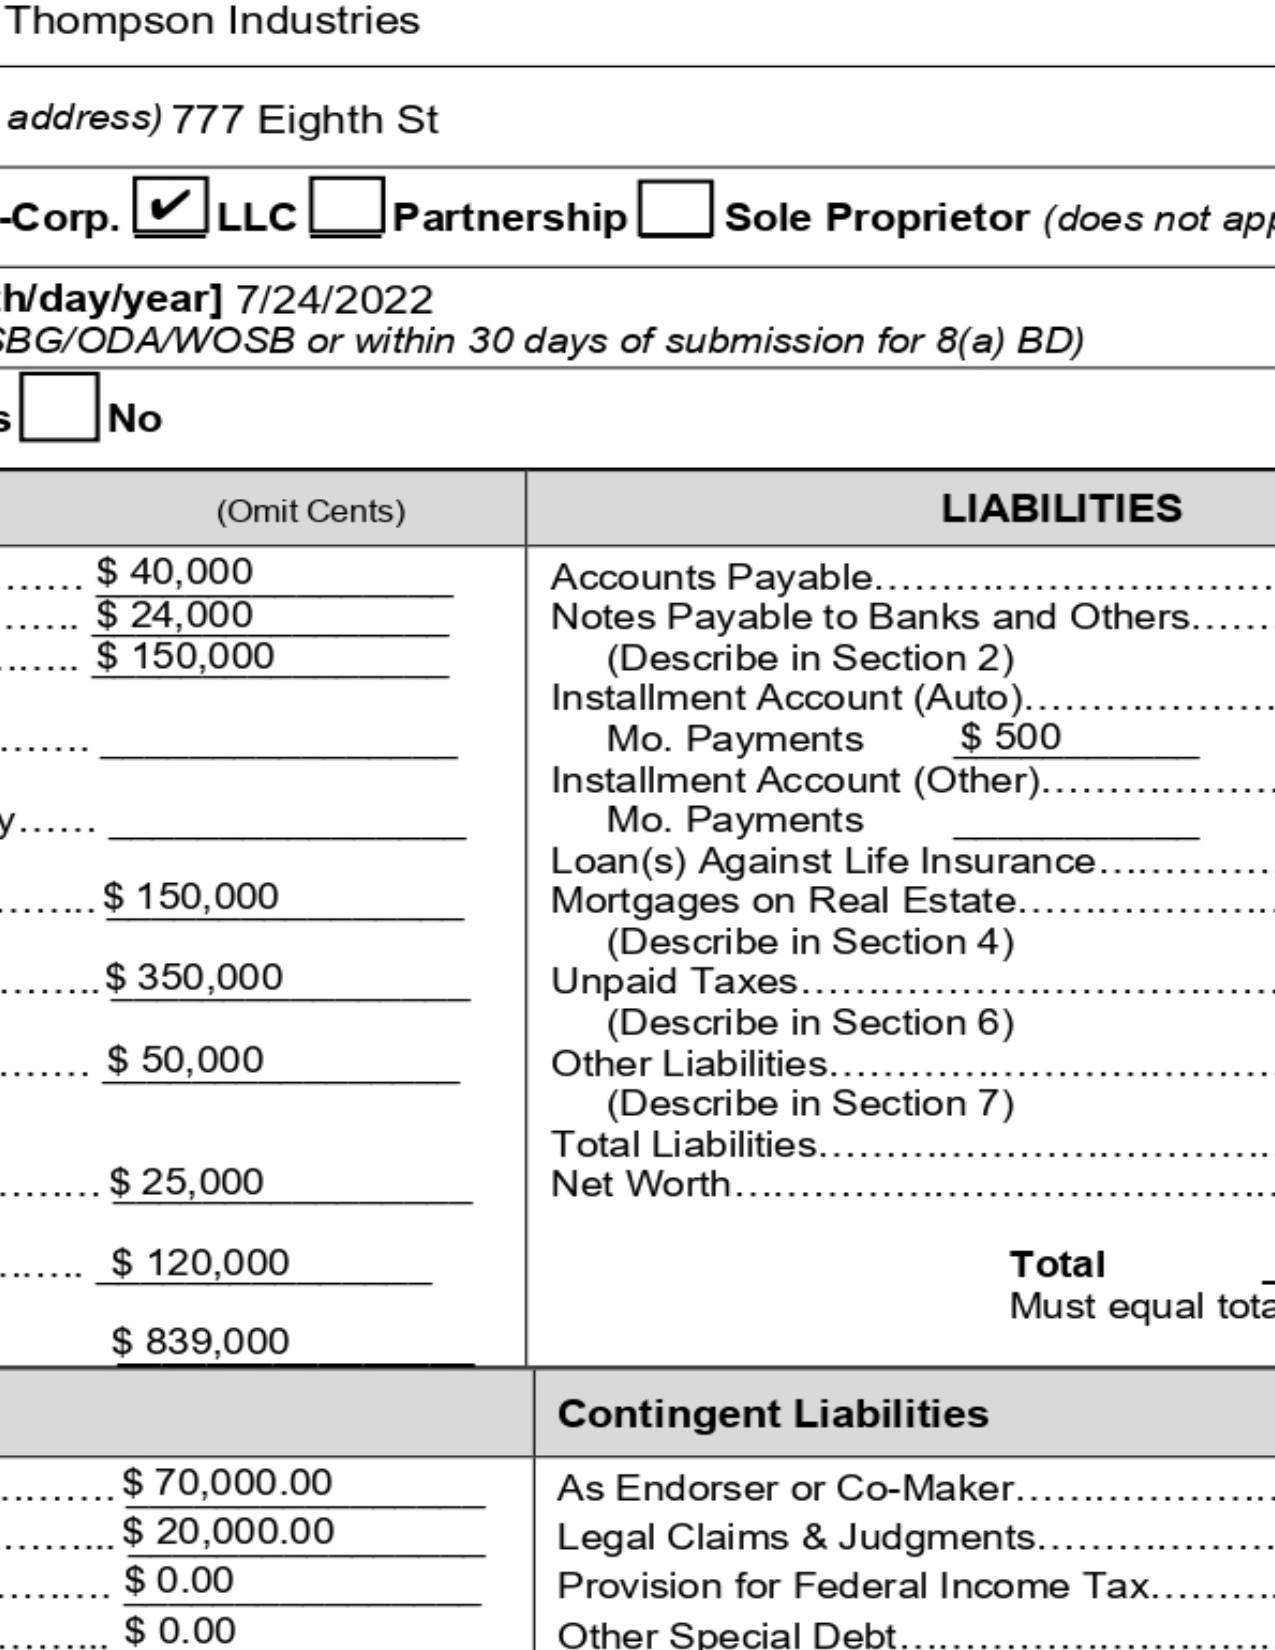 Thompson Industries
address) 777 Eighth St
-Corp. ✔ LLC Partnership Sole Proprietor (does not app
h/day/year] 7/24/2022
SBG/ODA/WOSB or within 30 days of submission for 8(a) BD)
s No
(Omit Cents) LIABILITIES
...... $ 40,000 Accounts Payable......................
...... $ 24,000 Notes Payable to Banks and Others......
...... $ 150,000 (Describe in Section 2)
Installment Account (Auto)......................
....... Mo. Payments $ 500
Installment Account (Other)......................
y...... Mo. Payments
Loan(s) Against Life Insurance..............
........ $ 150,000 Mortgages on Real Estate......................
(Describe in Section 4)
........ $ 350,000 Unpaid Taxes......................
(Describe in Section 6)
....... $ 50,000 Other Liabilities......................
(Describe in Section 7)
Total Liabilities......................
........ $ 25,000 Net Worth......................
....... $ 120,000 Total
Must equal tota
$ 839,000
Contingent Liabilities
......... $ 70,000.00 As Endorser or Co-Maker......................
......... $ 20,000.00 Legal Claims & Judgments......................
......... $ 0.00 Provision for Federal Income Tax............
......... $ 0.00 Other Special Debt......................